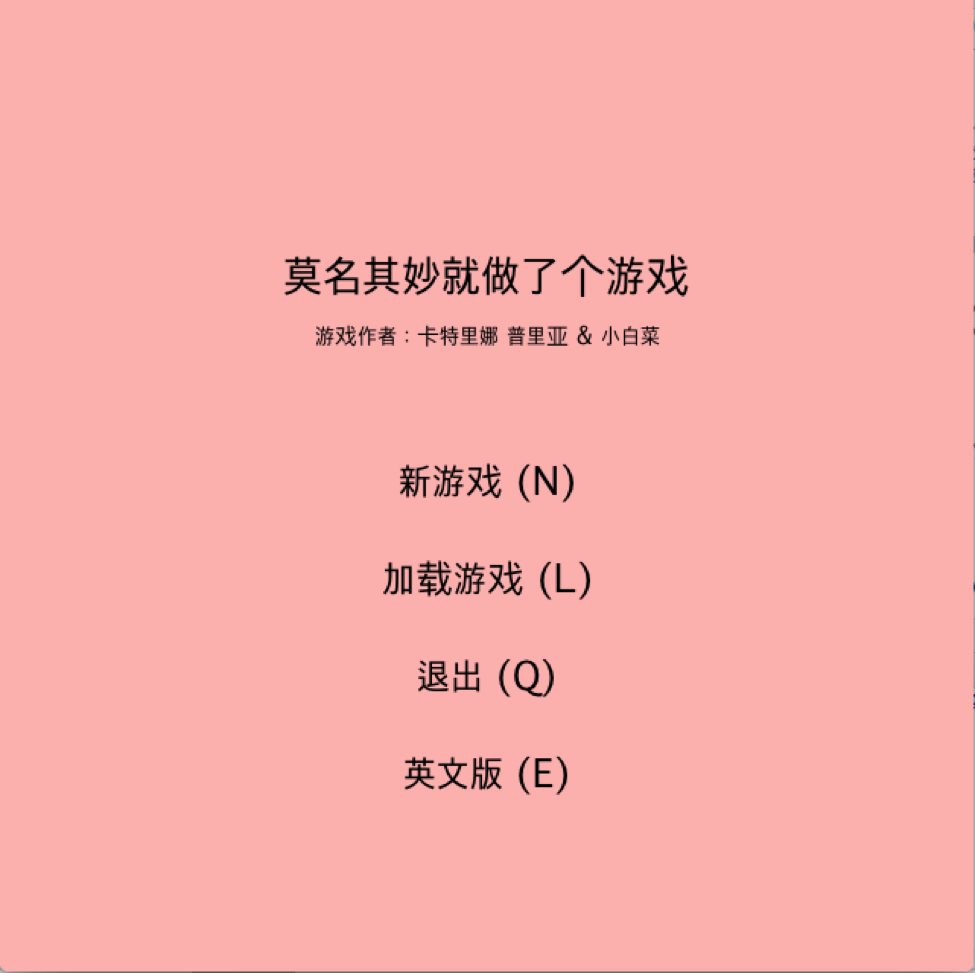 莫名其妙就做了个游戏
游戏作者：卡特里娜 普里亚 & 小白菜
新游戏 (N)
加载游戏 (L)
退出 (Q)
英文版 (E)